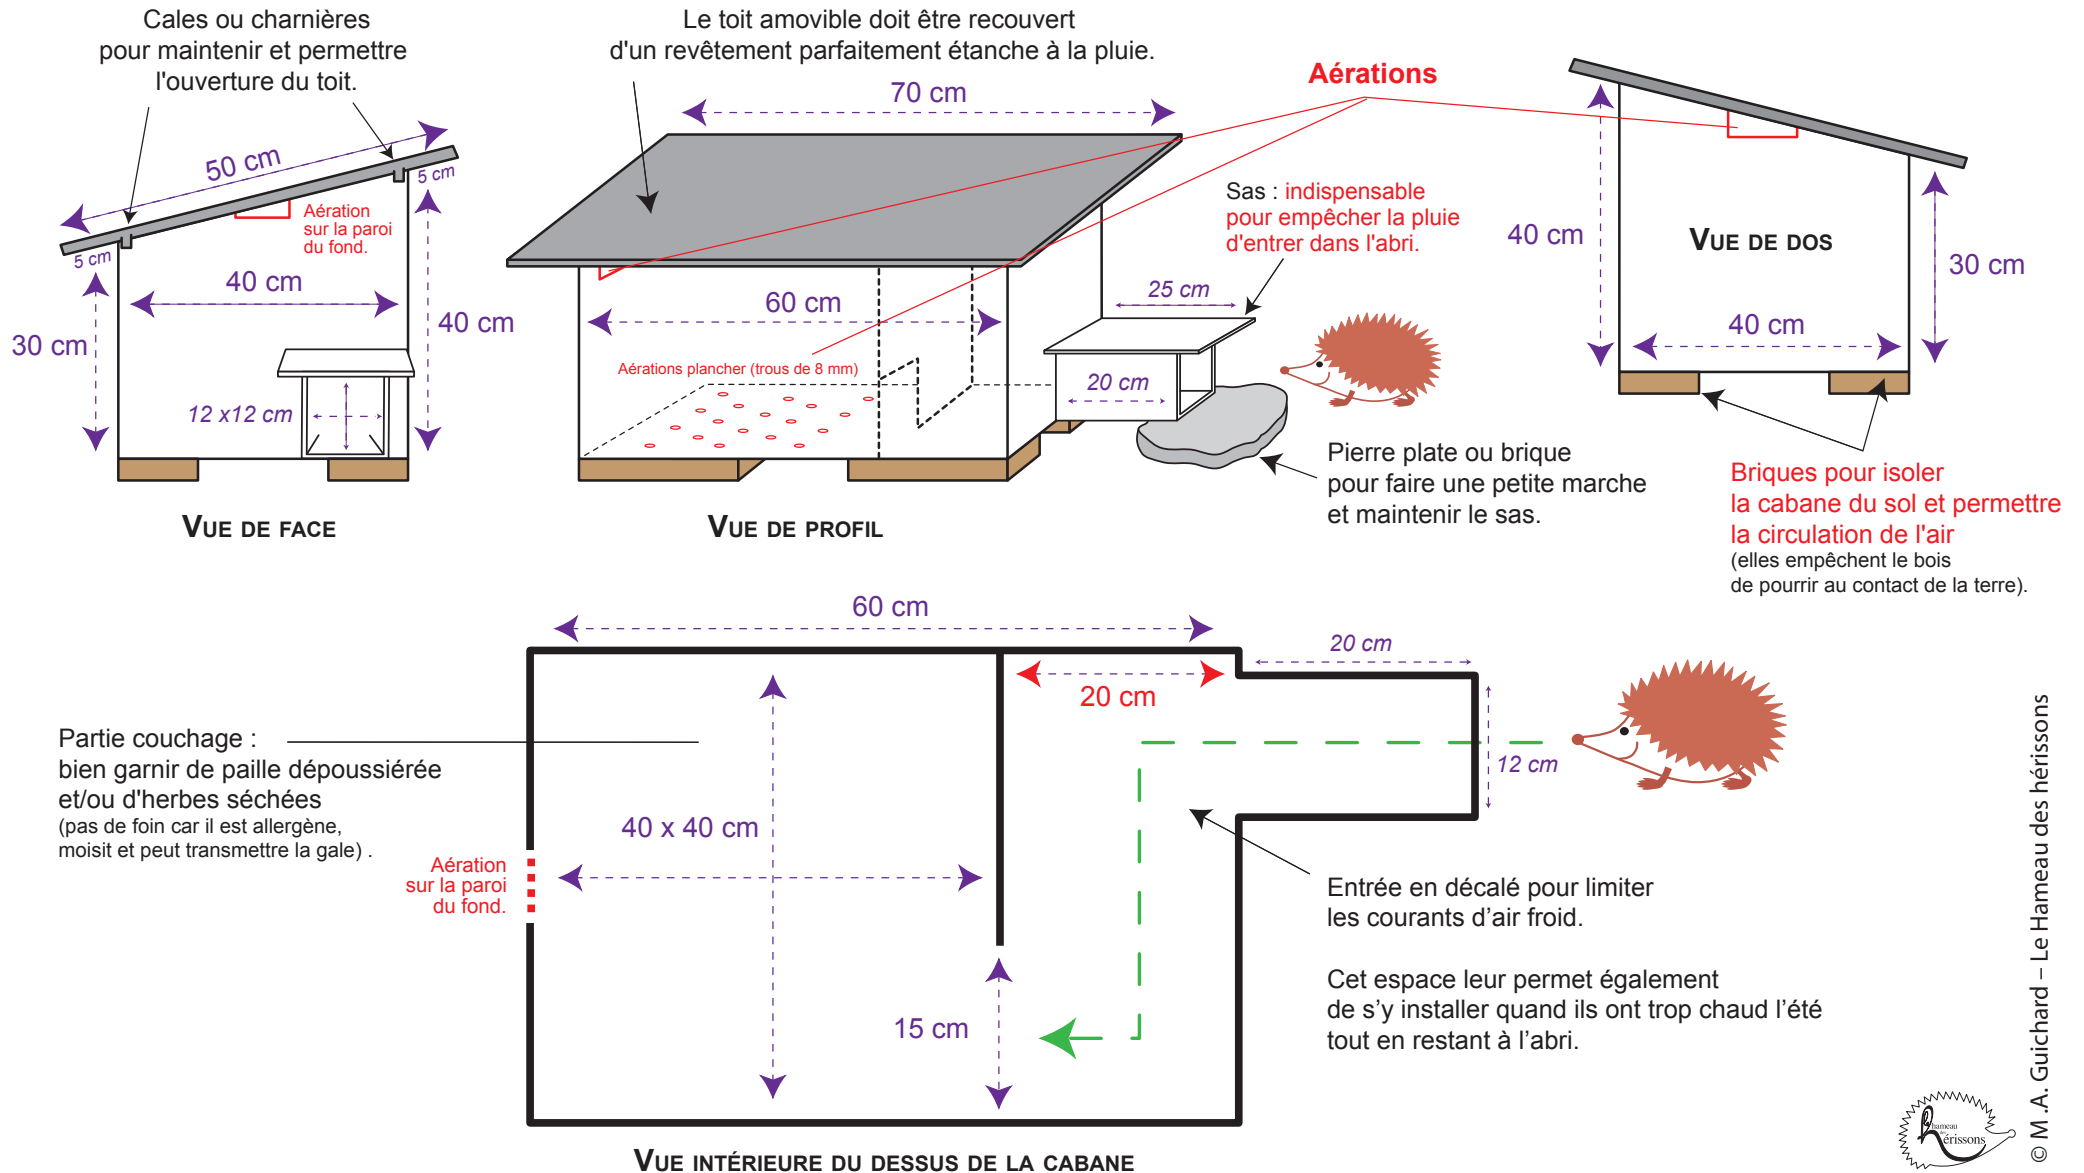 Cales ou charnières
pour maintenir et permettre
l'ouverture du toit.
50 cm
5 cm
Aération
sur la paroi
du fond.
5 cm
40 cm
30 cm
40 cm
12 x12 cm
VUE DE FACE
Le toit amovible doit être recouvert
d'un revêtement parfaitement étanche à la pluie.
70 cm
Aérations
Sas : indispensable
pour empêcher la pluie
d'entrer dans l'abri.
25 cm
60 cm
Aérations plancher (trous de 8 mm)
20 cm
Pierre plate ou brique
pour faire une petite marche
et maintenir le sas.
VUE DE PROFIL
40 cm
VUE DE DOS
30 cm
40 cm
Briques pour isoler
la cabane du sol et permettre
la circulation de l'air
(elles empêchent le bois
de pourrir au contact de la terre).
60 cm
20 cm
20 cm
12 cm
Partie couchage :
bien garnir de paille dépoussiérée
et/ou d'herbes séchées
(pas de foin car il est allergène,
moisit et peut transmettre la gale) .
40 x 40 cm
Aération
sur la paroi
du fond.
15 cm
Entrée en décalé pour limiter
les courants d’air froid.
Cet espace leur permet également
de s’y installer quand ils ont trop chaud l’été
tout en restant à l’abri.
VUE INTÉRIEURE DU DESSUS DE LA CABANE
© M .A. Guichard – Le Hameau des hérissons
hameau
des
hérissons